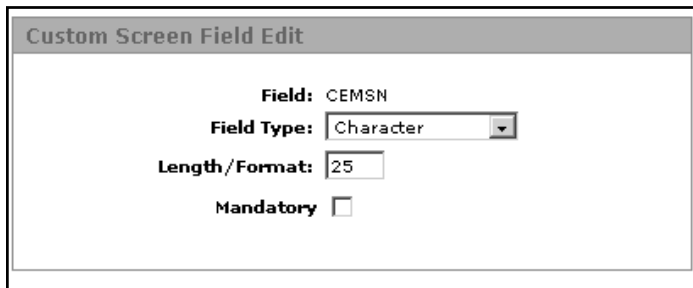 Custom Screen Field Edit
Field: CEMSN
Field Type: Character
Length/Format: 25
Mandatory